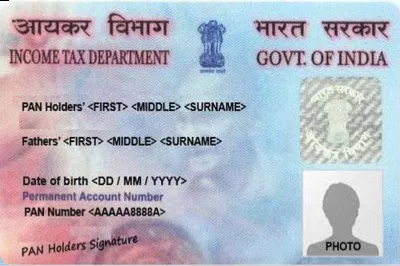 आयकर विभाग
INCOME TAX DEPARTMENT
भारत सरकार
GOVT. OF INDIA
PAN Holders' <FIRST> <MIDDLE> <SURNAME>
Fathers' <FIRST> <MIDDLE> <SURNAME>
Date of birth <DD / MM / YYYY>
Permanent Account Number
PAN Number <AAAAA8888A>
PAN Holders Signature
PHOTO